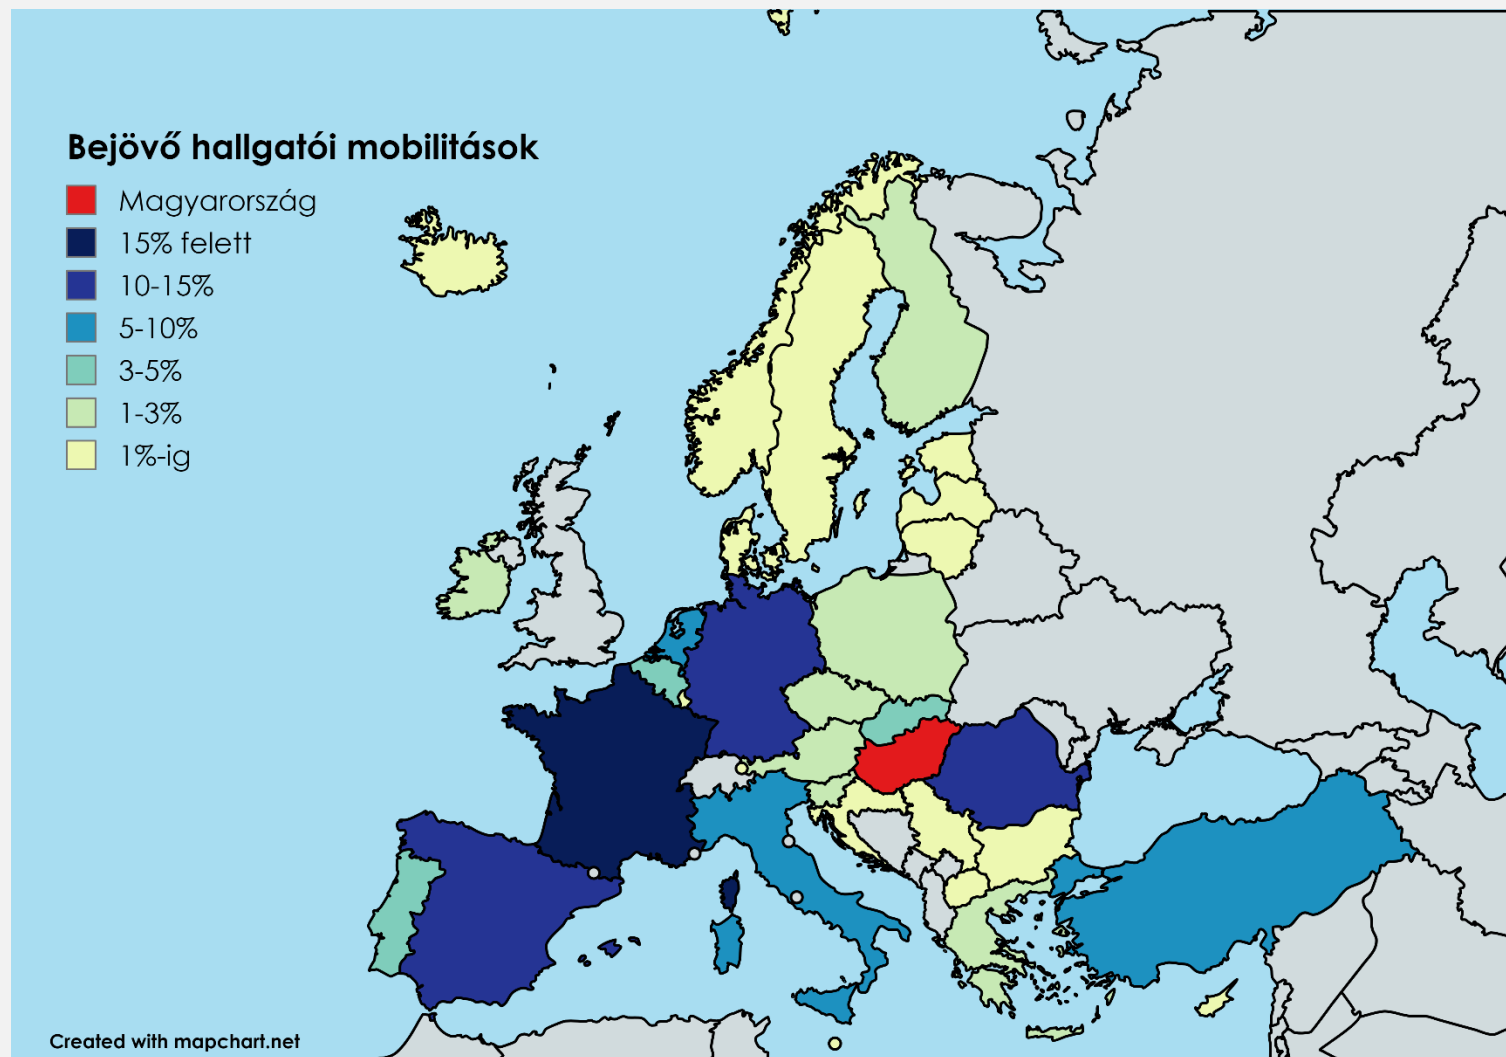 Bejövő hallgatói mobilitások
Magyarország
15% felett
10-15%
5-10%
3-5%
1-3%
1%-ig
Created with mapchart.net